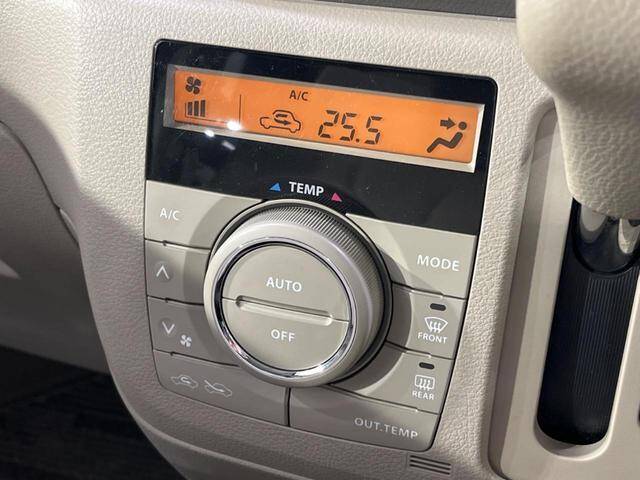 A/C
25.5
TEMP
A/C
MODE
AUTO
OFF
FRONT
REAR
OUT.TEMP